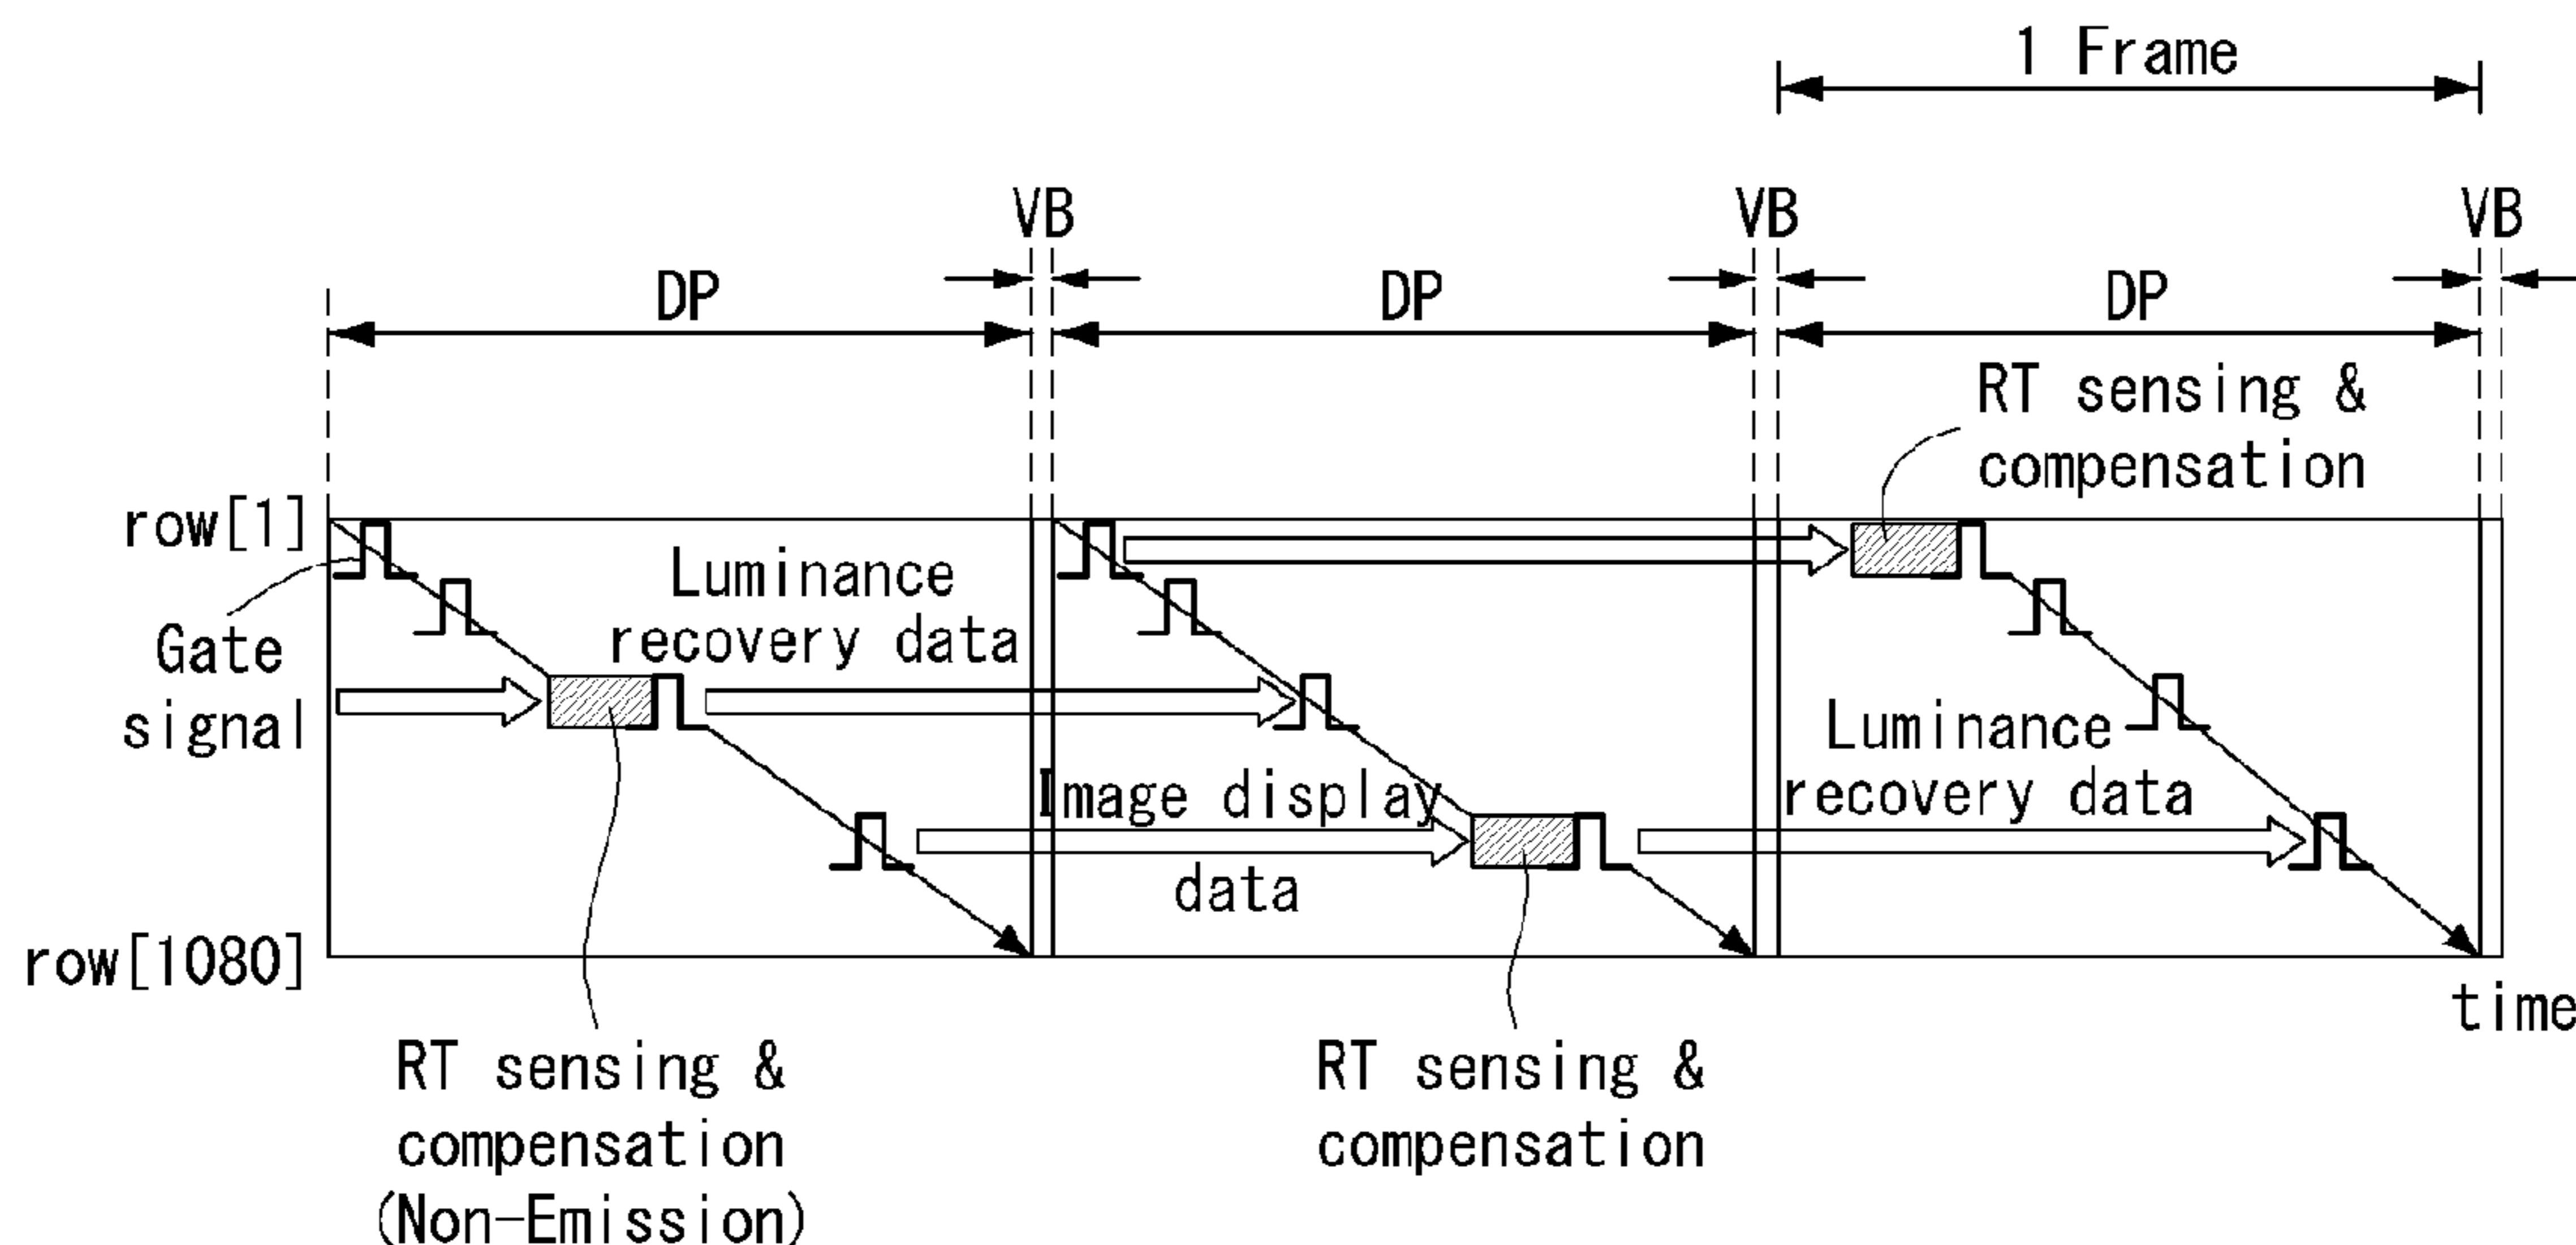 1 Frame
VB
VB
VB
DP
DP
DP
RT sensing &
compensation
row[1]
Gate
signal
Luminance
recovery data
Image display
data
Luminance
recovery data
row[1080]
time
RT sensing &
compensation
(Non-Emission)
RT sensing &
compensation